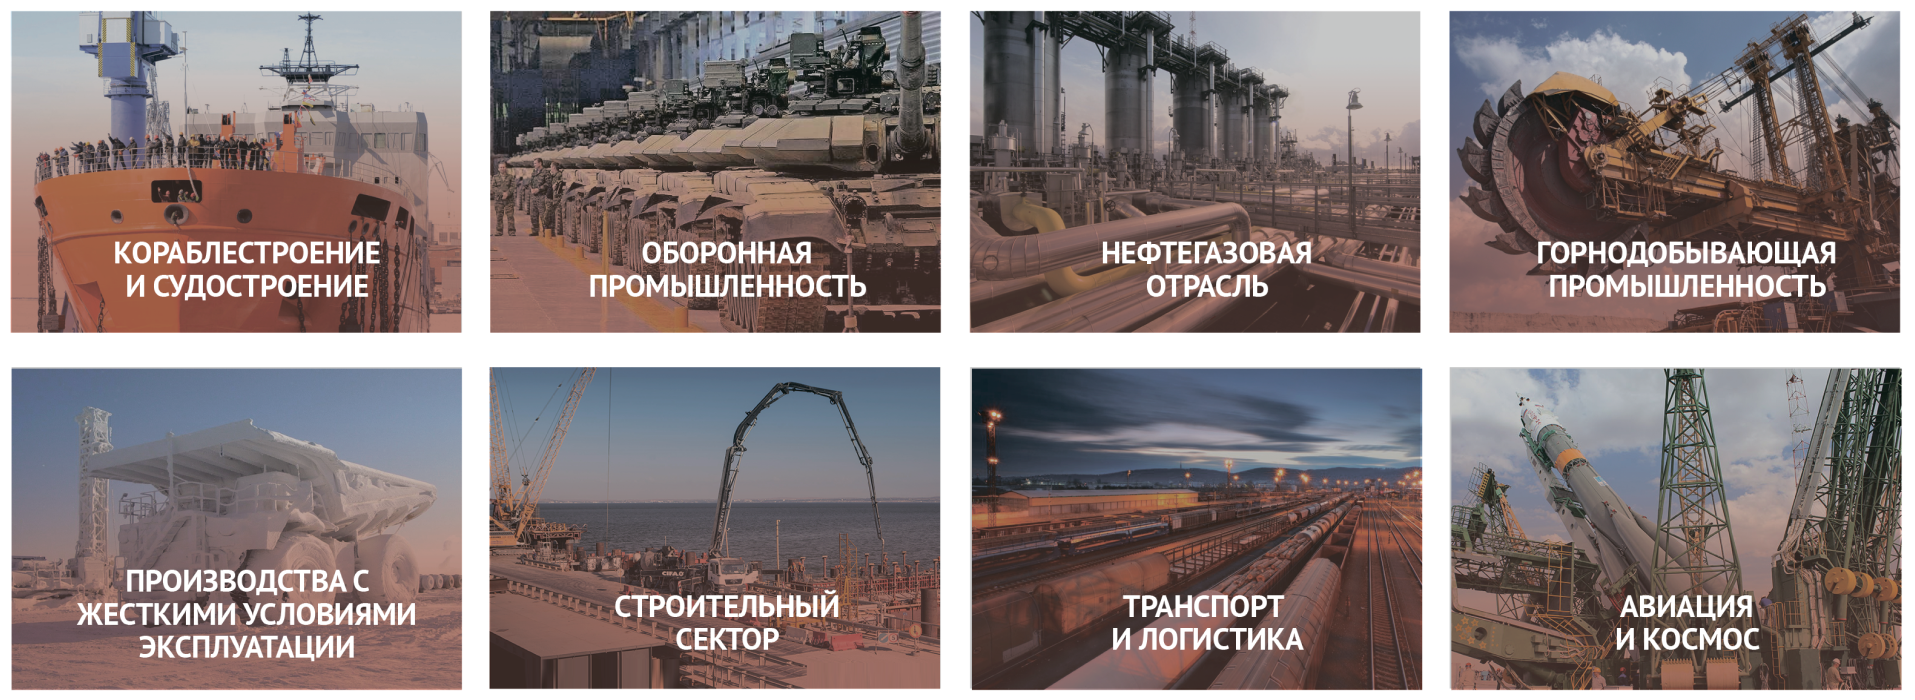 КОРАБЛЕСТРОЕНИЕ
И СУДОСТРОЕНИЕ
ОБОРОННАЯ
ПРОМЫШЛЕННОСТЬ
НЕФТЕГАЗОВАЯ
ОТРАСЛЬ
ГОРНОДОБЫВАЮЩАЯ
ПРОМЫШЛЕННОСТЬ
ПРОИЗВОДСТВА С
ЖЕСТКИМИ УСЛОВИЯМИ
ЭКСПЛУАТАЦИИ
СТРОИТЕЛЬНЫЙ
СЕКТОР
ТРАНСПОРТ
И ЛОГИСТИКА
АВИАЦИЯ
И КОСМОС